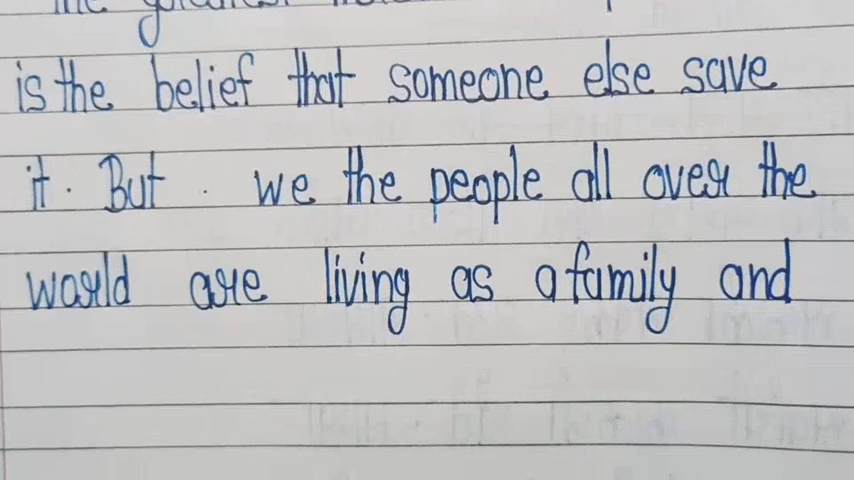 is the belief that someone else save
it. But. we the people all over the
world are living as a family and